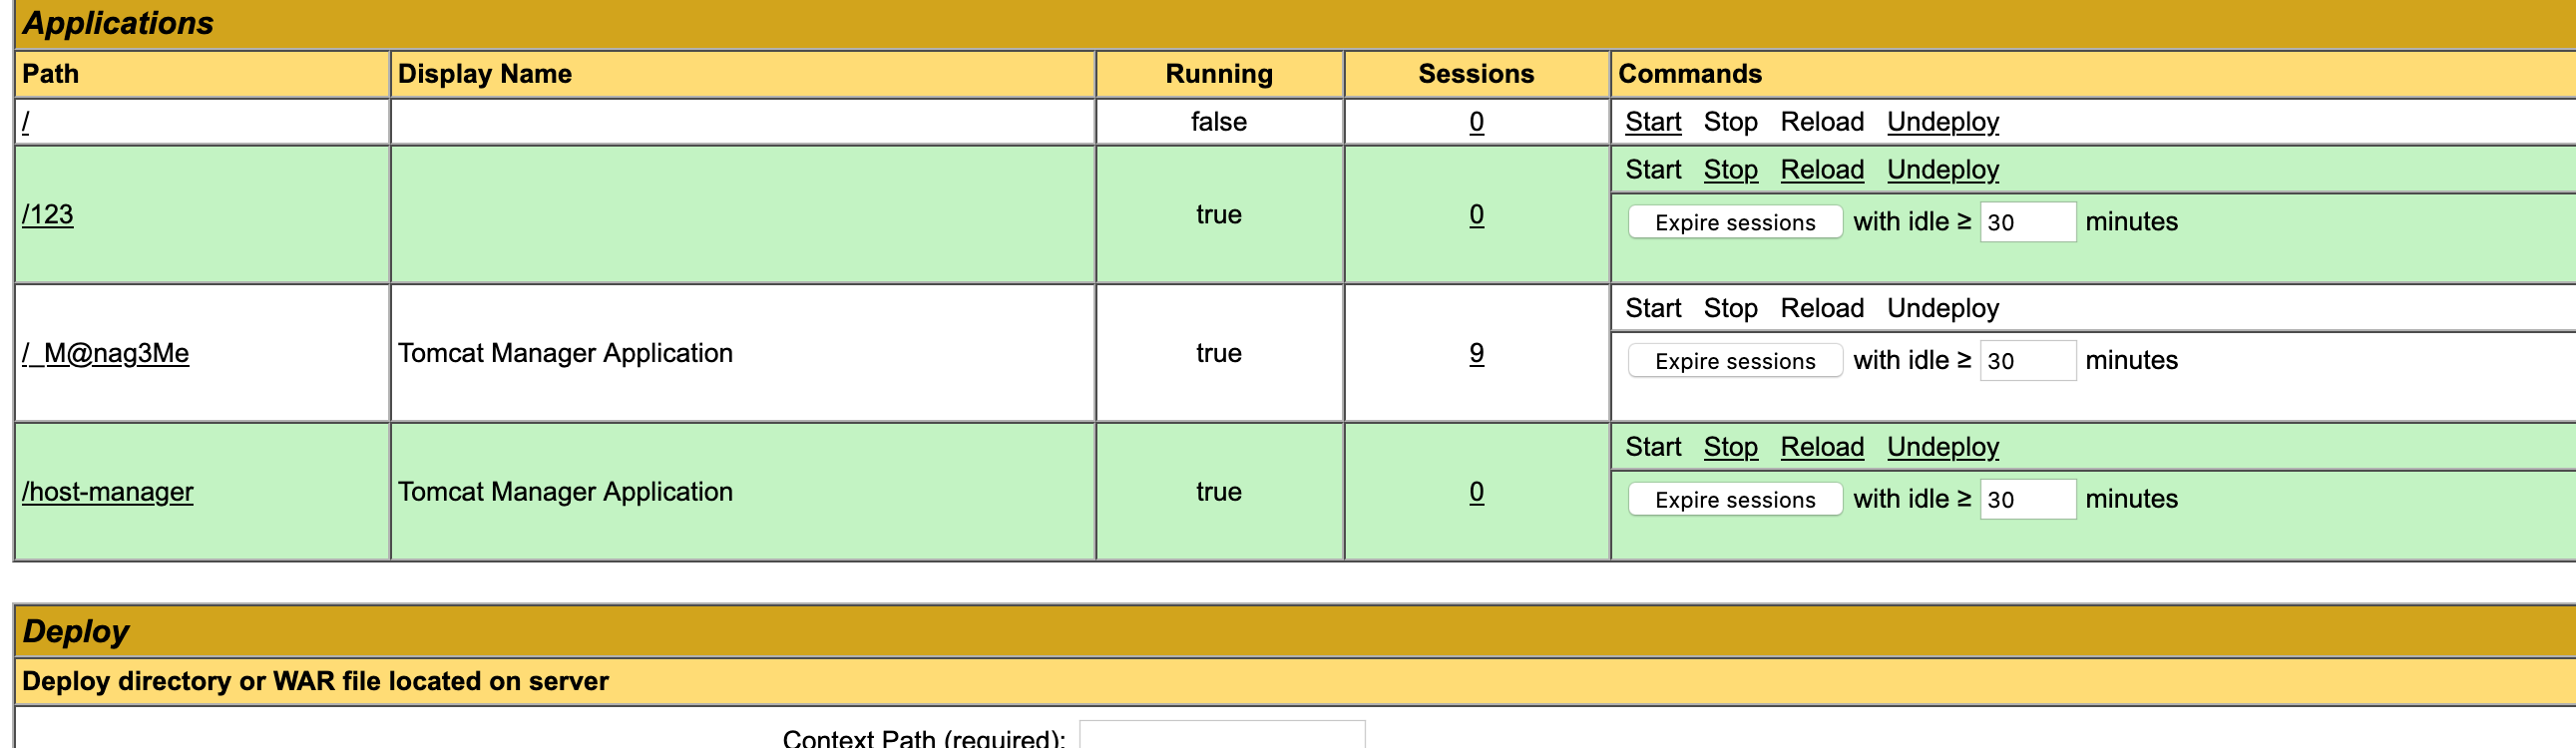 Applications
Path Display Name Running Sessions Commands
/ false 0 Start Stop Reload Undeploy
Start Stop Reload Undeploy
/123 true 0
Expire sessions with idle ≥ 30 minutes
Start Stop Reload Undeploy
/_M@nag3Me Tomcat Manager Application true 9
Expire sessions with idle ≥ 30 minutes
Start Stop Reload Undeploy
/host-manager Tomcat Manager Application true 0
Expire sessions with idle ≥ 30 minutes
Deploy
Deploy directory or WAR file located on server
Context Path (required):